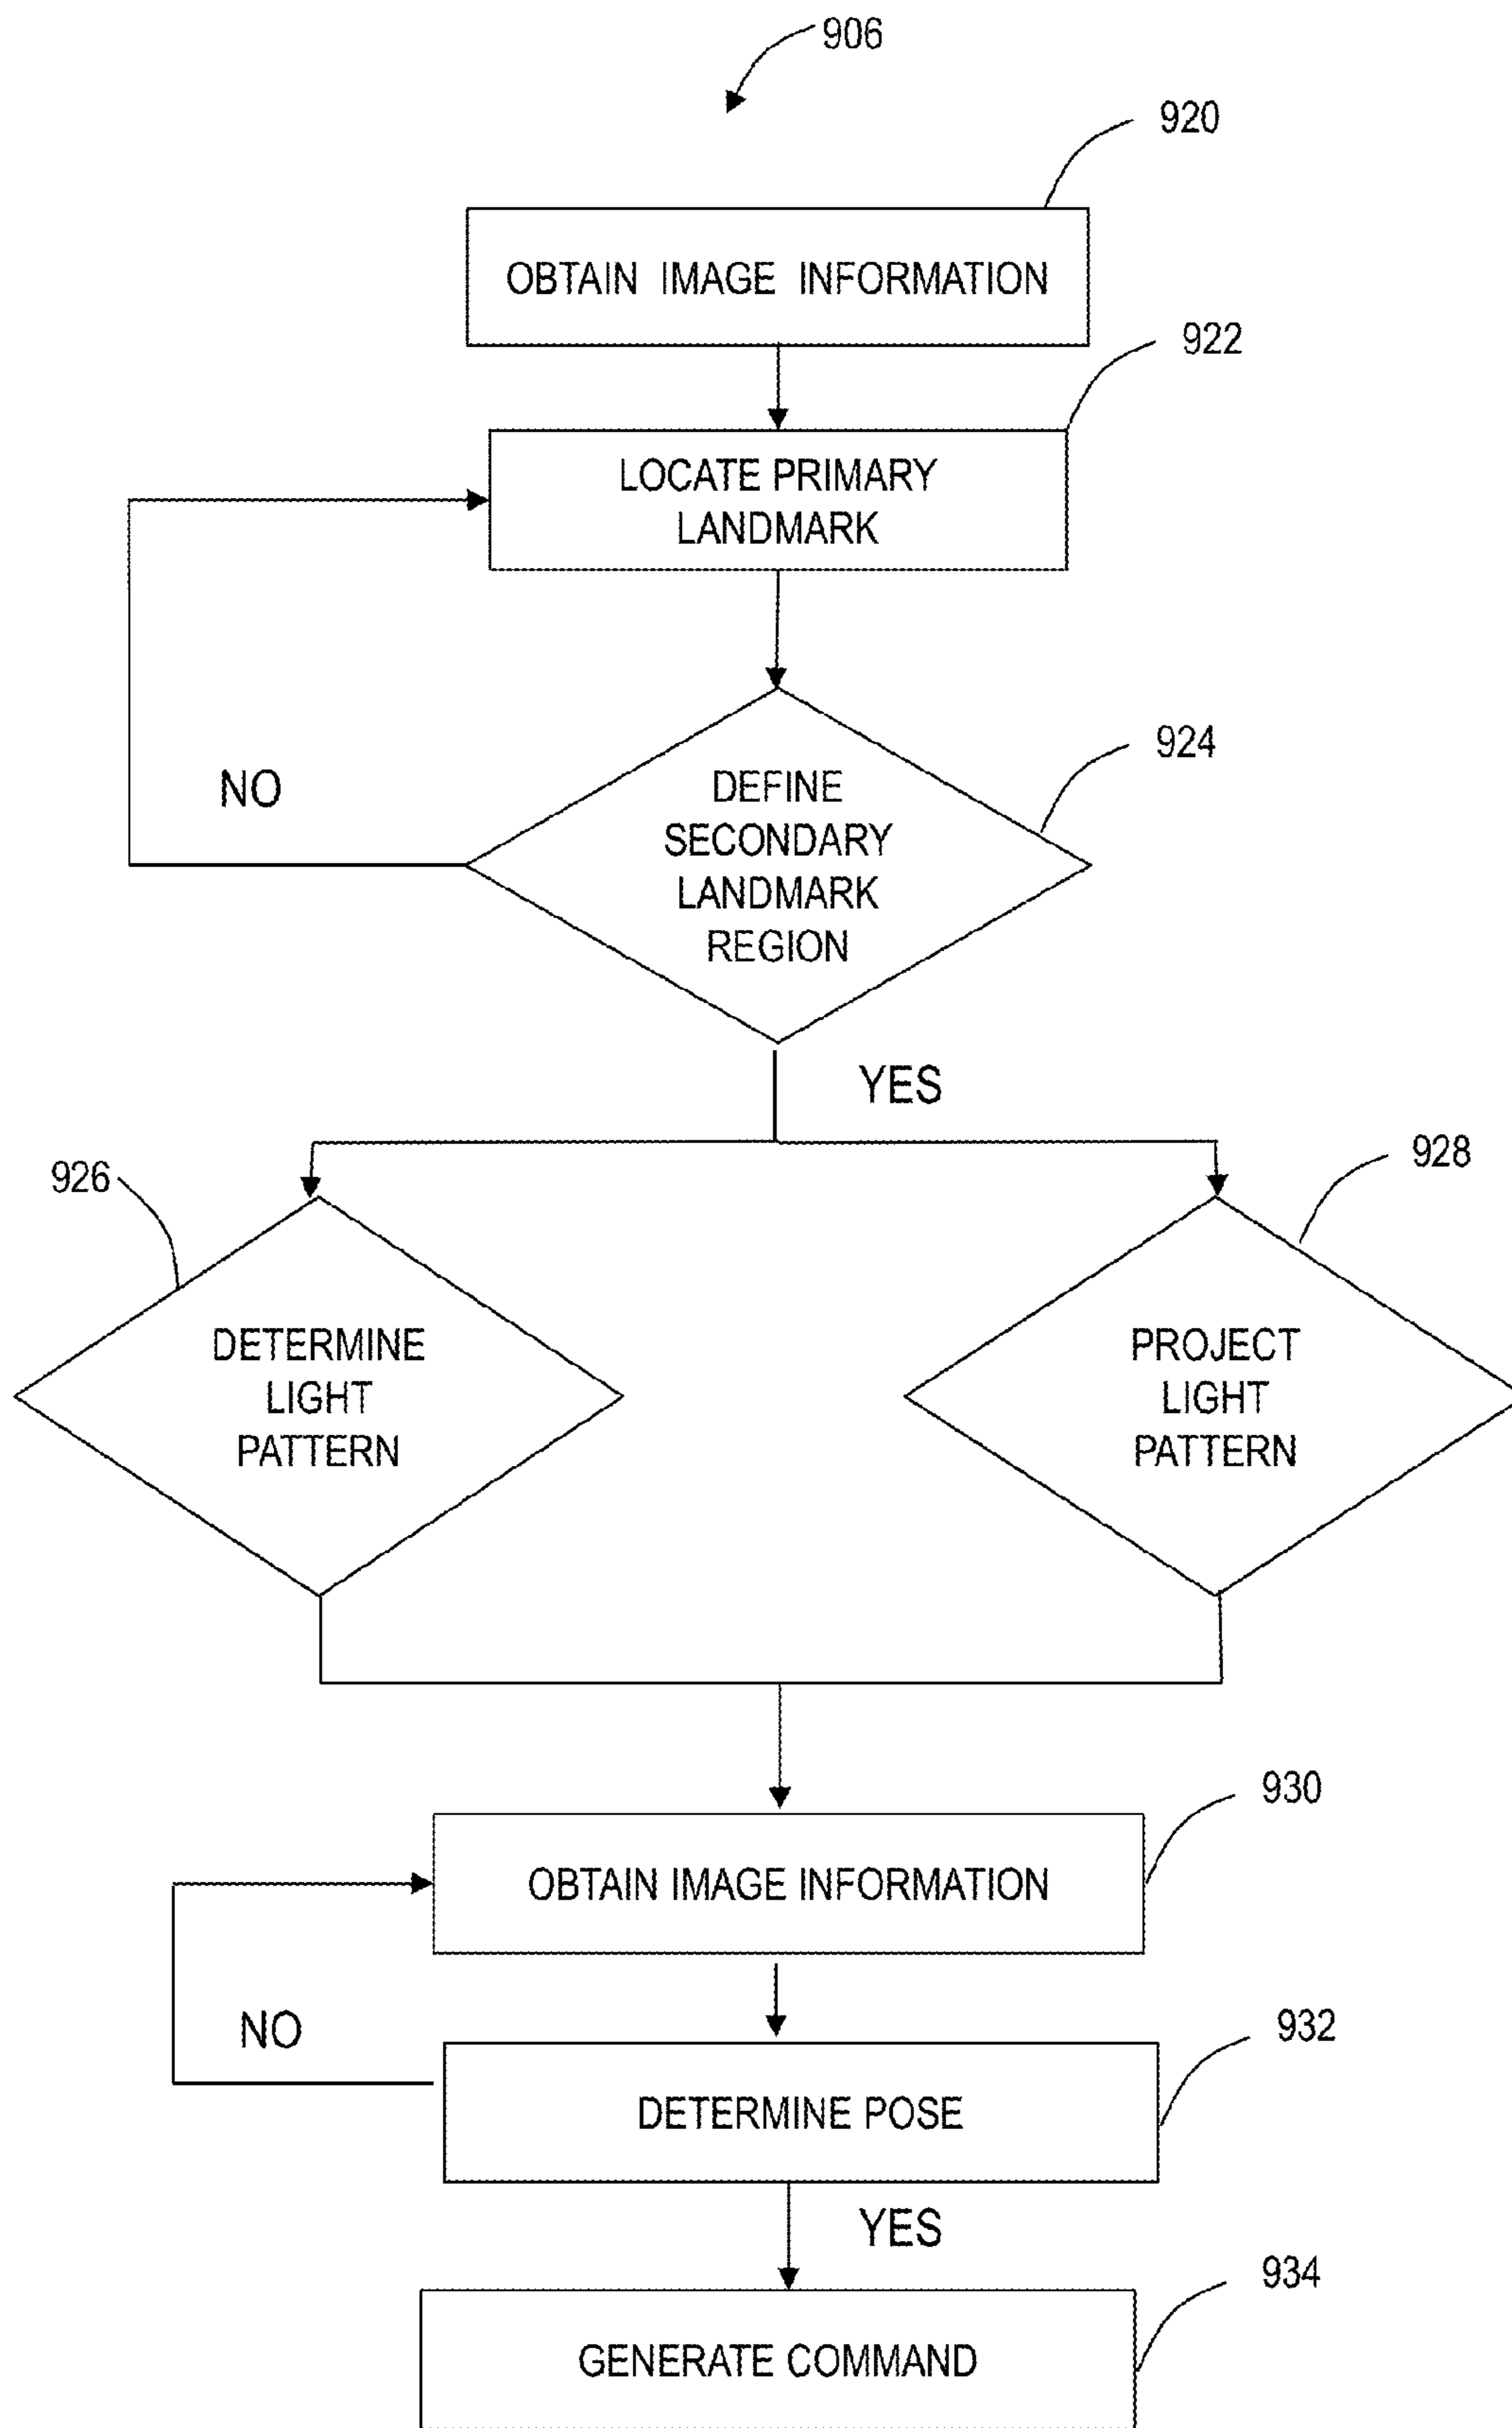 906
920
OBTAIN IMAGE INFORMATION
922
LOCATE PRIMARY
LANDMARK
924
DEFINE
SECONDARY
LANDMARK
REGION
NO
YES
926
928
DETERMINE
LIGHT
PATTERN
PROJECT
LIGHT
PATTERN
930
OBTAIN IMAGE INFORMATION
NO
932
DETERMINE POSE
YES
934
GENERATE COMMAND